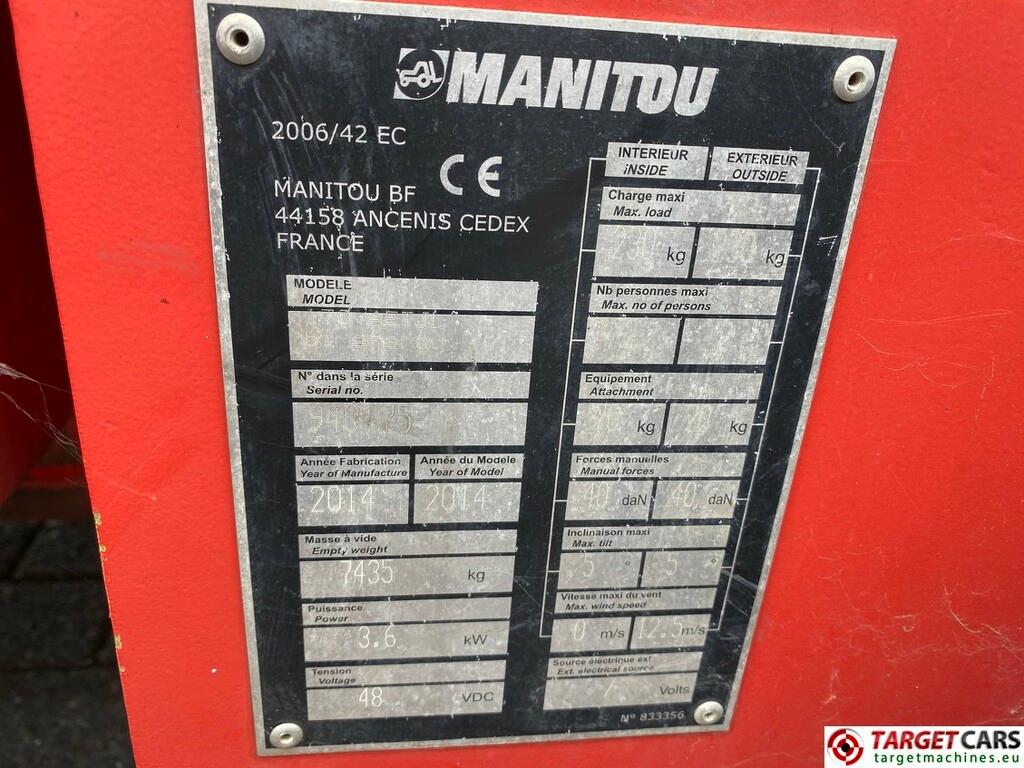 MANITOU
2006/42 EC
CE
MANITOU BF
44158 ANCENIS CEDEX
FRANCE
MODELE
MODEL
N° dans la série
Serial no.
Année Fabrication
Year of Manufacture
2014
Année du Modele
Year of Model
2014
Masse à vide
Empty weight
7435 kg
Puissance
Power
3.6 kW
Tension
Voltage
48 VDC
INTERIEUR
INSIDE
EXTERIEUR
OUTSIDE
Charge maxi
Max. load
kg kg
Nb personnes maxi
Max. no of persons
Equipement
Attachment
kg kg
Forces manuelles
Manual forces
40 daN 40 daN
Inclinaison maxi
Max. tilt
5 ° 5 °
Vitesse maxi du vent
Max. wind speed
0 m/s 12.5 m/s
Source électrique ext
Ext. electrical source
/ Volts
N° 833356
TARGETCARS
targetmachines.eu